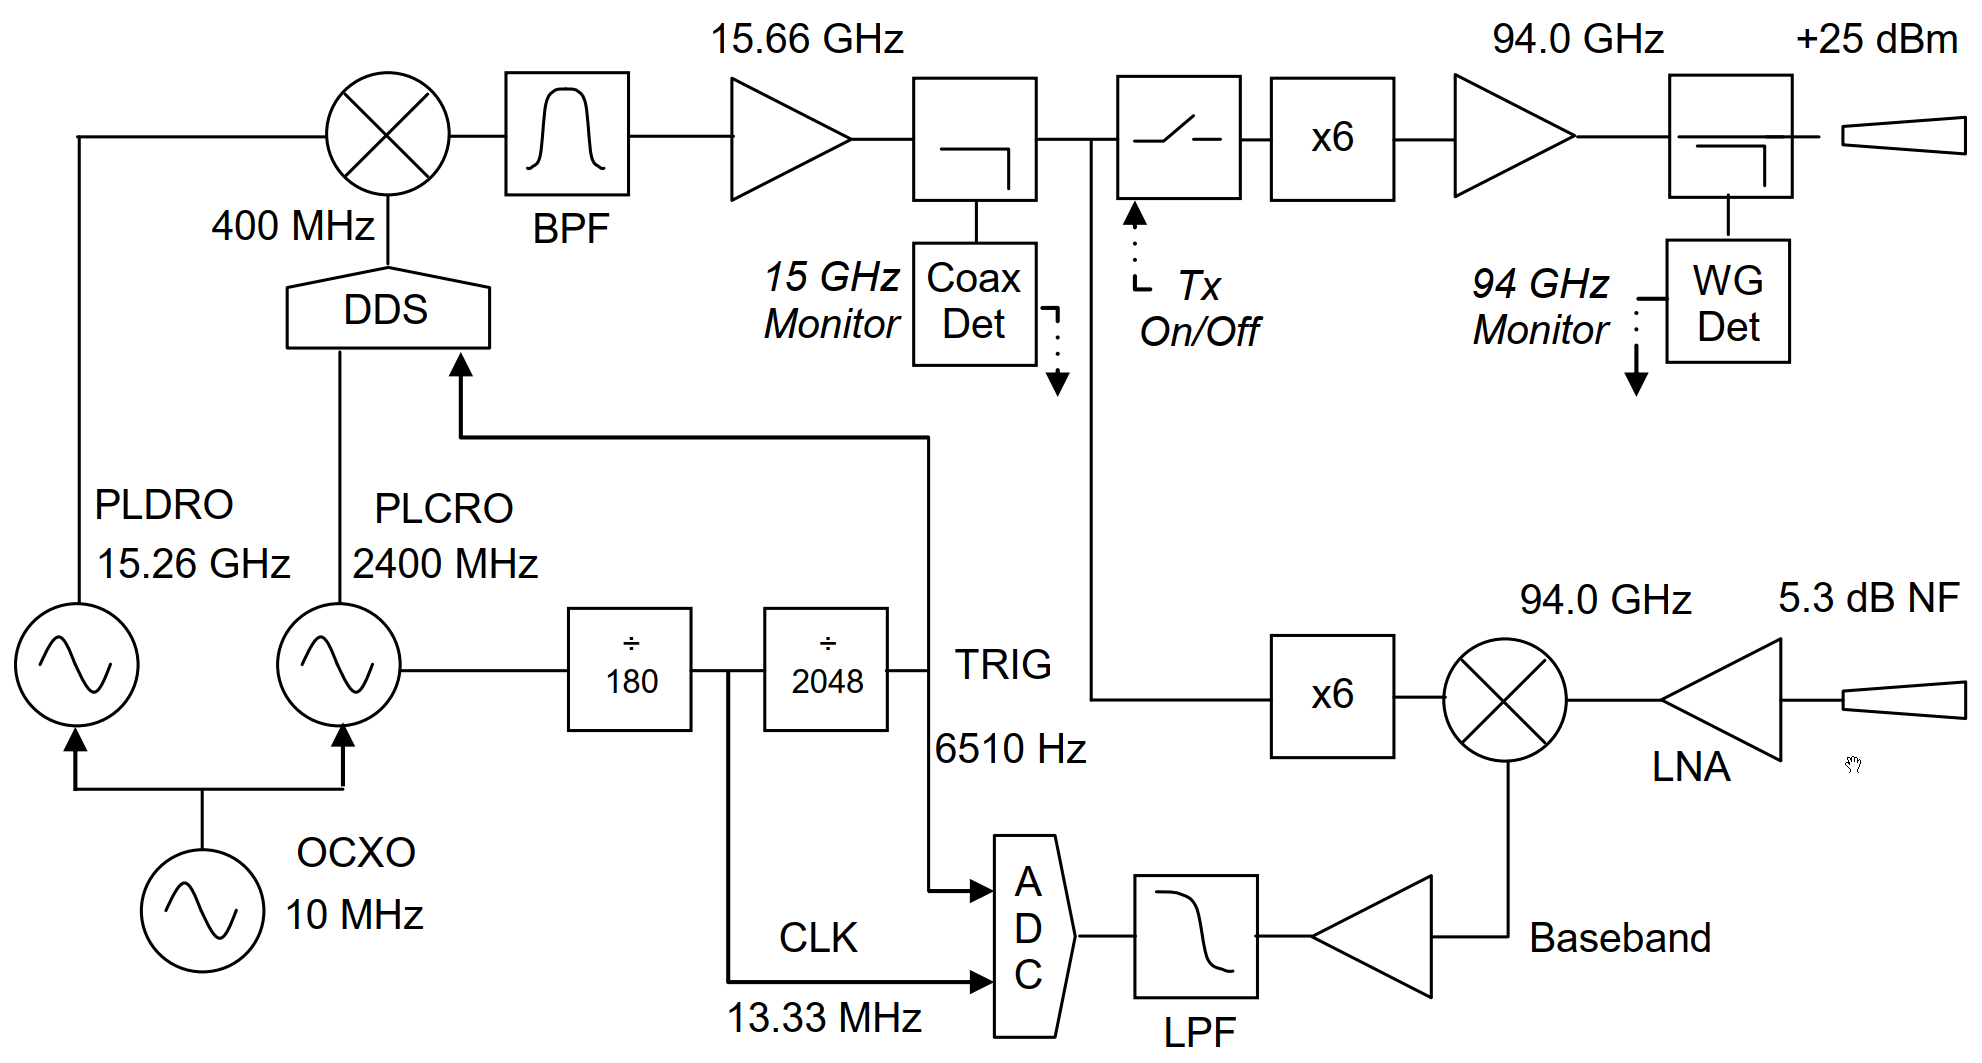 15.66 GHz
94.0 GHz
+25 dBm
x6
400 MHz
BPF
DDS
15 GHz
Monitor
Coax
Det
Tx
On/Off
94 GHz
Monitor
WG
Det
PLDRO
15.26 GHz
PLCRO
2400 MHz
÷
180
÷
2048
TRIG
6510 Hz
94.0 GHz
5.3 dB NF
x6
LNA
OCXO
10 MHz
CLK
13.33 MHz
A
D
C
LPF
Baseband